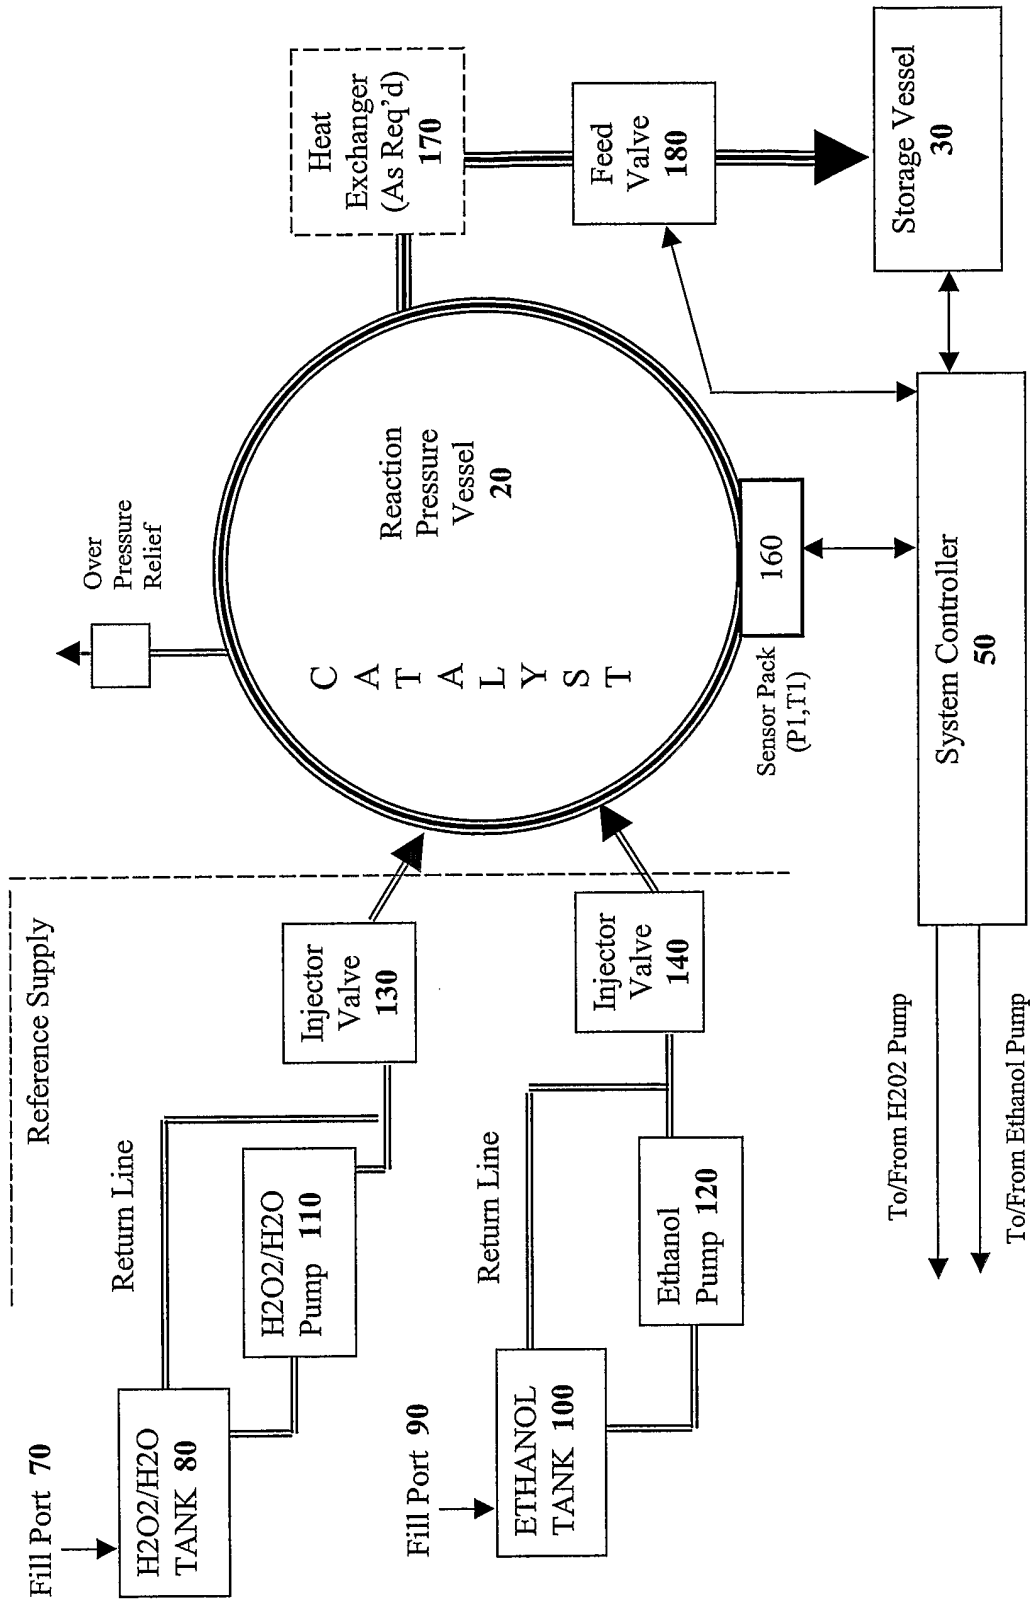 Fill Port 70
H2O2/H2O
TANK 80
Return Line
H2O2/H2O
Pump 110
Reference Supply
Injector
Valve
130
Fill Port 90
ETHANOL
TANK 100
Return Line
Ethanol
Pump 120
Injector
Valve
140
Over
Pressure
Relief
C
A
T
A
L
Y
S
T
Reaction
Pressure
Vessel
20
Heat
Exchanger
(As Req'd)
170
Feed
Valve
180
Storage Vessel
30
Sensor Pack
(P1,T1)
160
System Controller
50
To/From H202 Pump
To/From Ethanol Pump